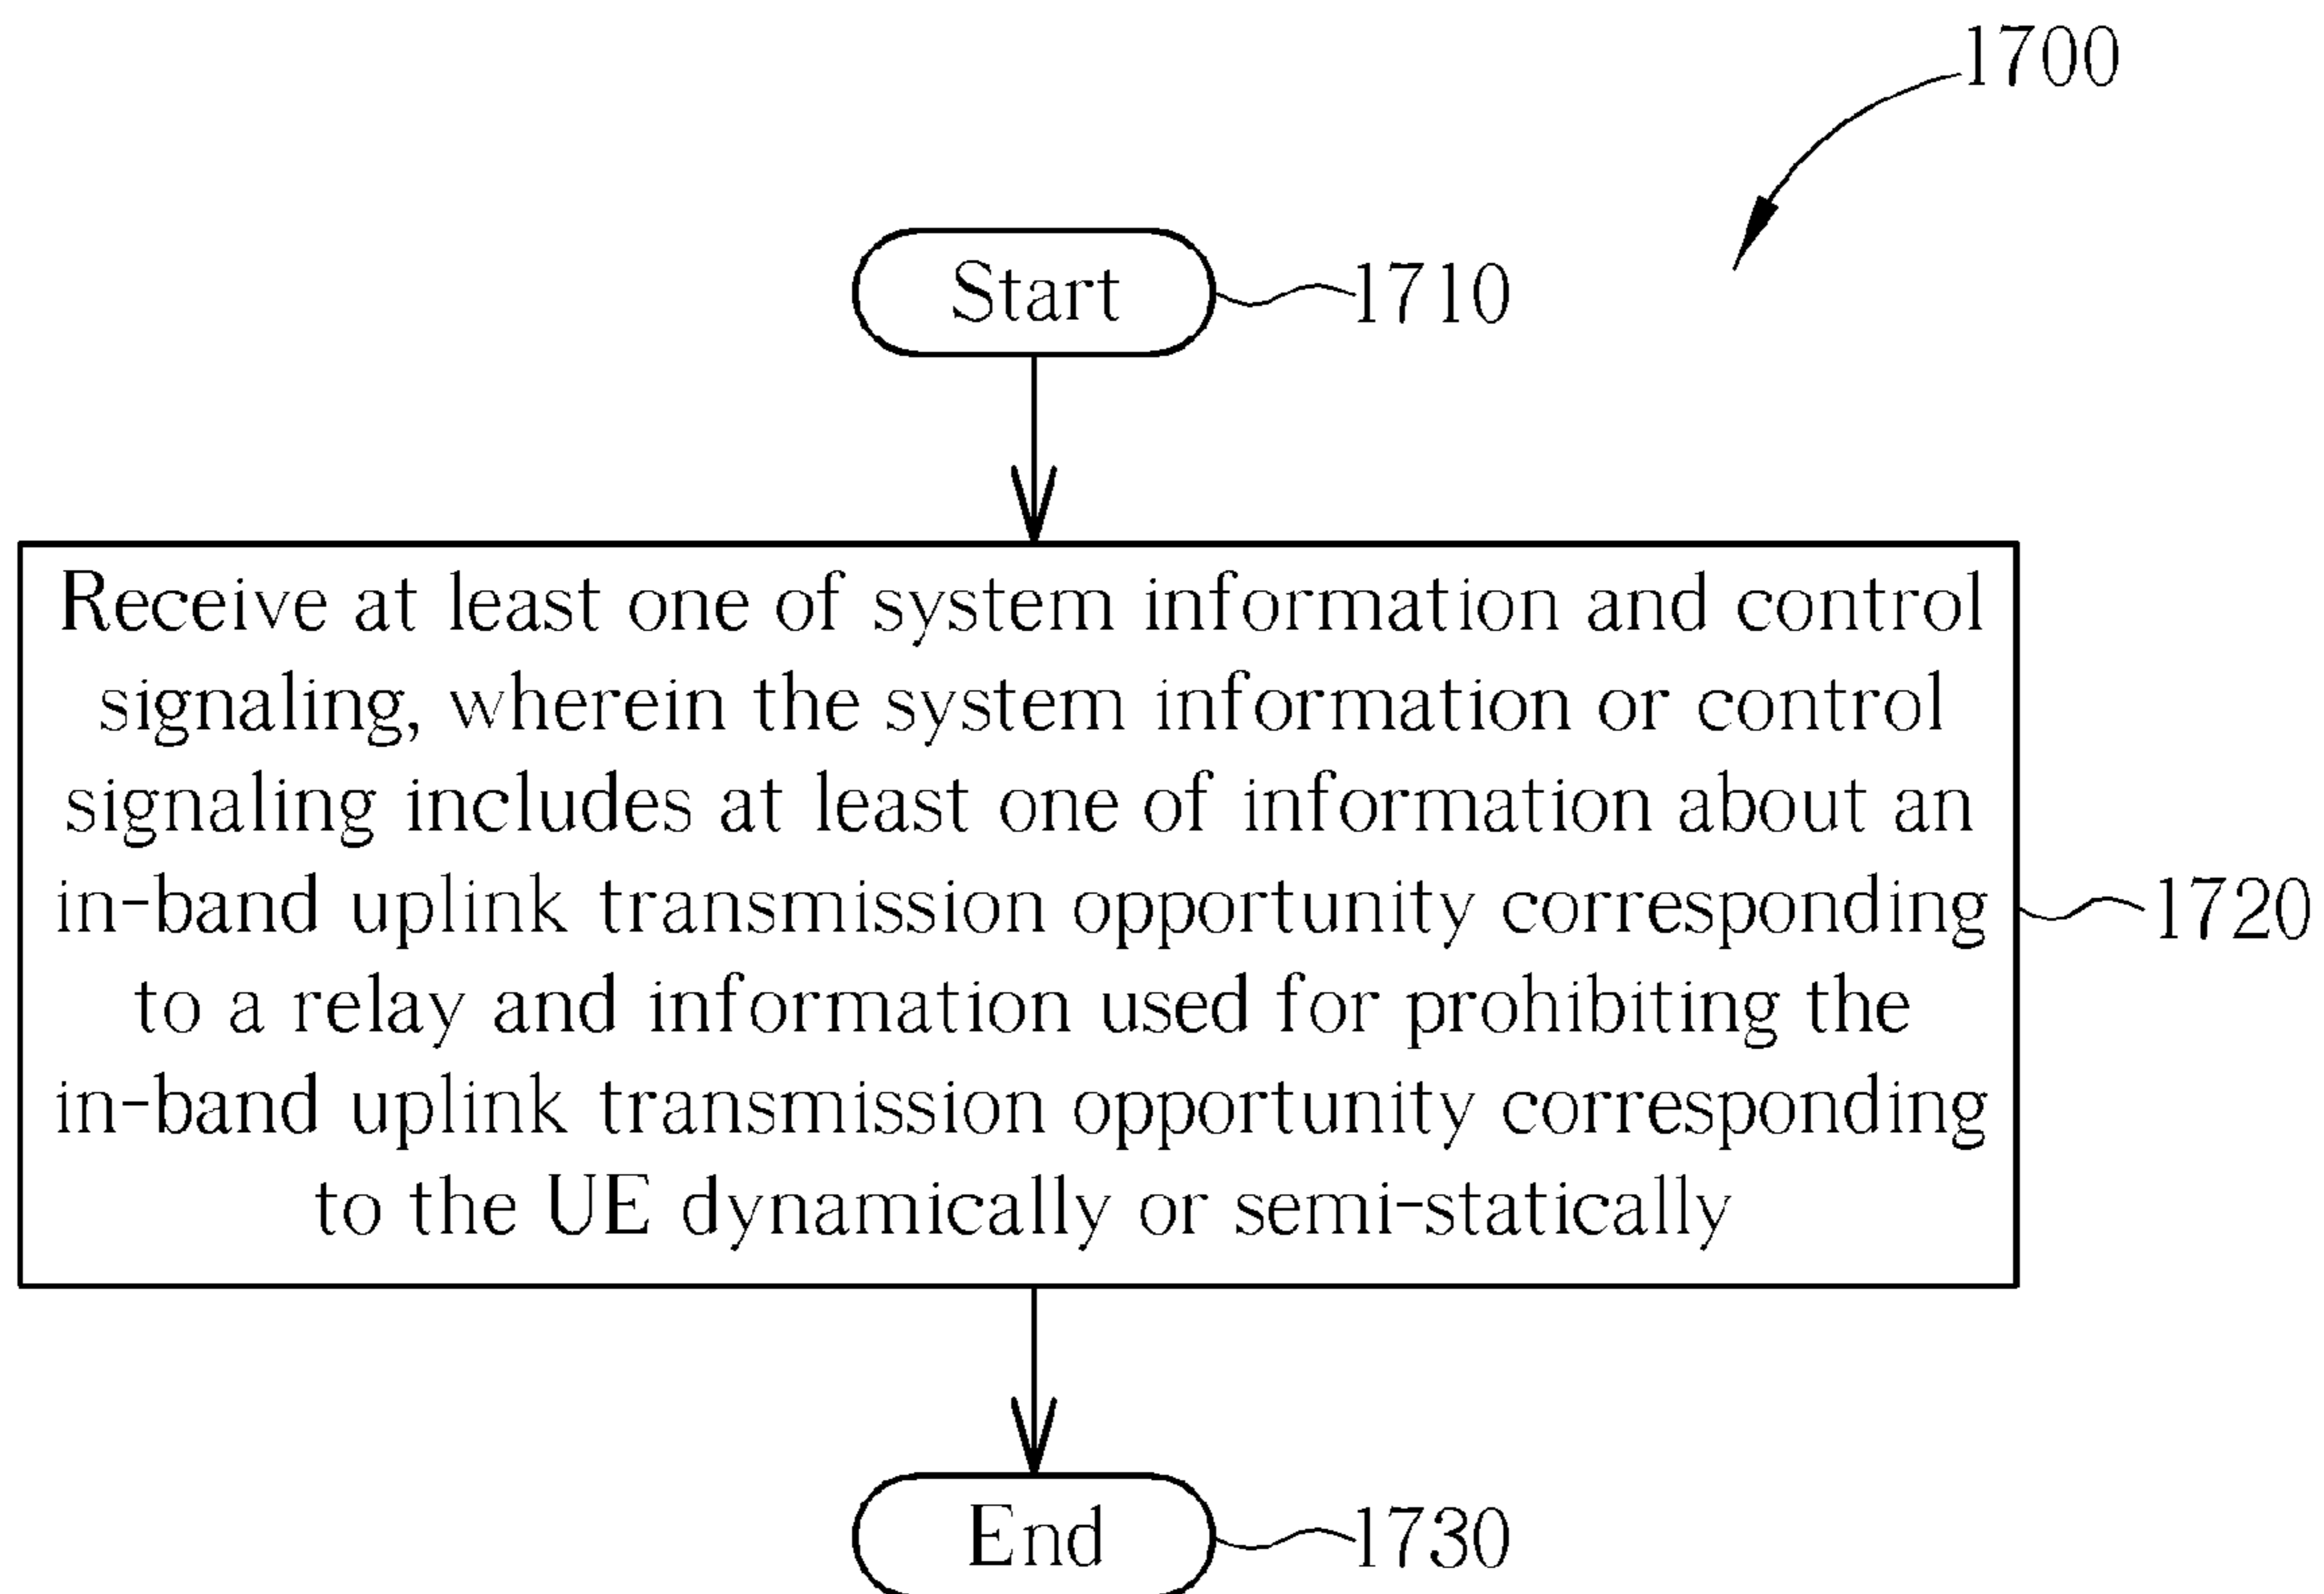 1700
Start
1710
Receive at least one of system information and control
signaling, wherein the system information or control
signaling includes at least one of information about an
in-band uplink transmission opportunity corresponding
to a relay and information used for prohibiting the
in-band uplink transmission opportunity corresponding
to the UE dynamically or semi-statically
1720
End
1730